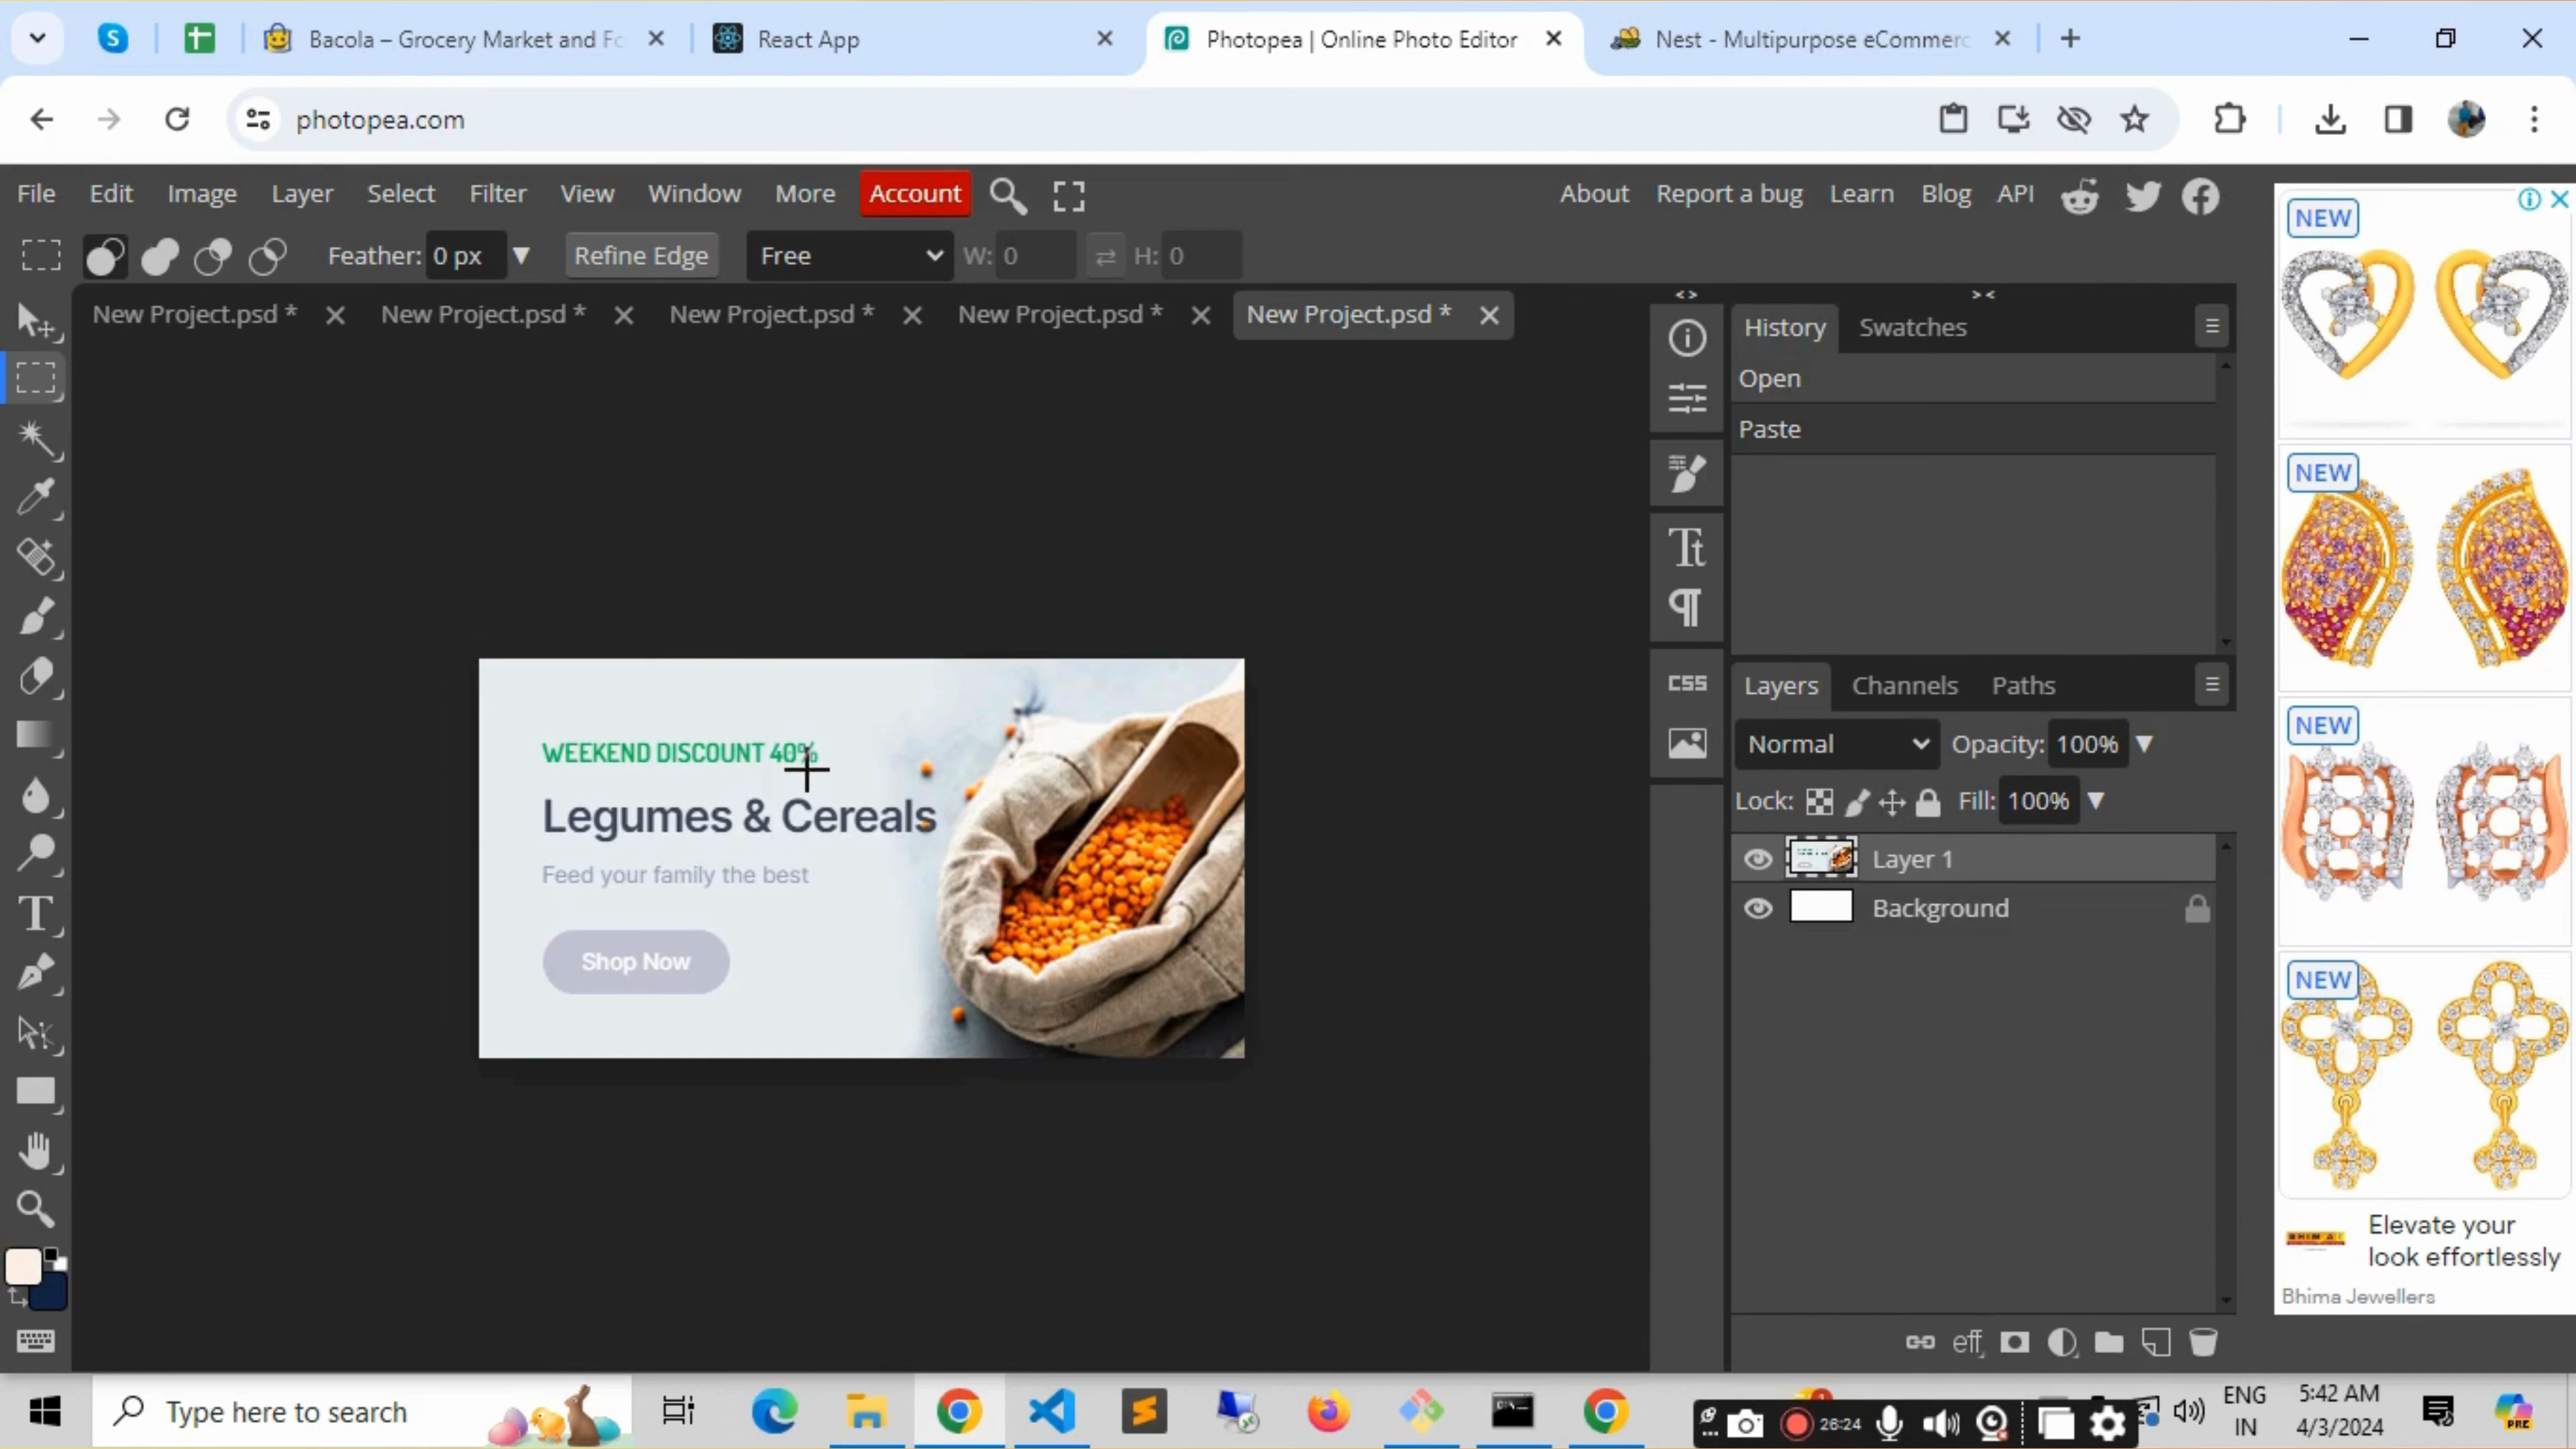 Bacola – Grocery Market and Fo
React App
Photopea | Online Photo Editor
Nest - Multipurpose eCommerc
photopea.com
File Edit Image Layer Select Filter View Window More Account
About Report a bug Learn Blog API
Feather: 0 px Refine Edge Free W: 0 H: 0
New Project.psd * New Project.psd * New Project.psd * New Project.psd * New Project.psd *
History Swatches
Open
Paste
CSS
Layers Channels Paths
Normal Opacity: 100%
Lock: Fill: 100%
Layer 1
Background
eff
WEEKEND DISCOUNT 40%
Legumes & Cereals
Feed your family the best
Shop Now
NEW
NEW
NEW
NEW
Elevate your
look effortlessly
Bhima Jewellers
Type here to search
26:24
ENG
IN
5:42 AM
4/3/2024
PRE